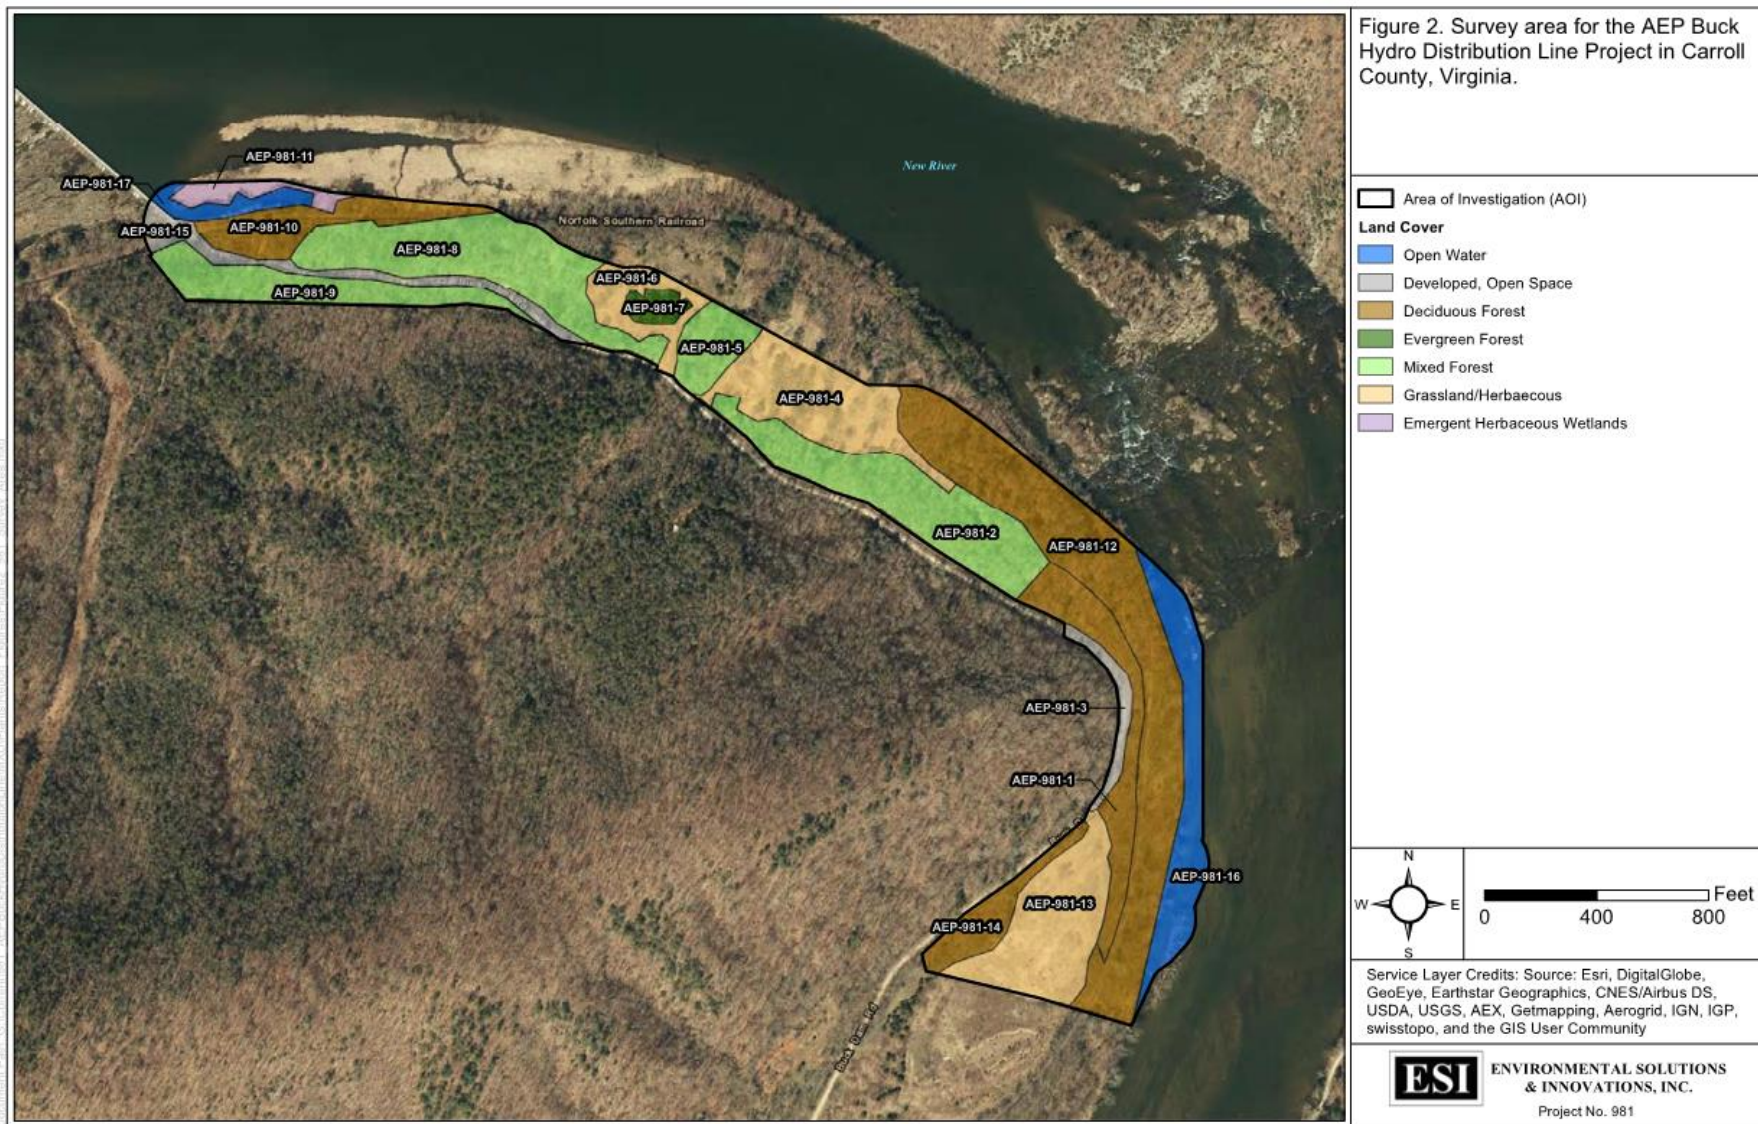 Figure 2. Survey area for the AEP Buck
Hydro Distribution Line Project in Carroll
County, Virginia.
Area of Investigation (AOI)
Land Cover
Open Water
Developed, Open Space
Deciduous Forest
Evergreen Forest
Mixed Forest
Grassland/Herbaecous
Emergent Herbaceous Wetlands
AEP-981-11
New River
AEP-981-17
Norfolk Southern Railroad
AEP-981-15
AEP-981-10
AEP-981-8
AEP-981-6
AEP-981-9
AEP-981-7
AEP-981-5
AEP-981-4
AEP-981-2
AEP-981-12
AEP-981-3
AEP-981-1
AEP-981-16
AEP-981-13
AEP-981-14
Buck Dam Rd
N
W
E
S
Feet
0
400
800
Service Layer Credits: Source: Esri, DigitalGlobe,
GeoEye, Earthstar Geographics, CNES/Airbus DS,
USDA, USGS, AEX, Getmapping, Aerogrid, IGN, IGP,
swisstopo, and the GIS User Community
ESI
ENVIRONMENTAL SOLUTIONS
& INNOVATIONS, INC.
Project No. 981